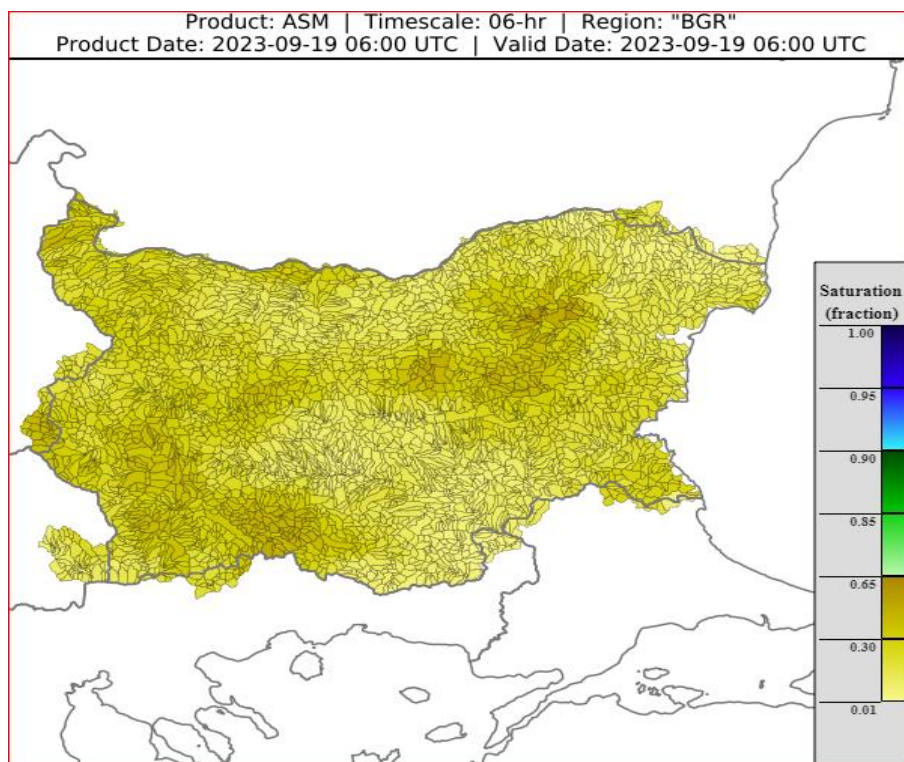 Product: ASM | Timescale: 06-hr | Region: "BGR"
Product Date: 2023-09-19 06:00 UTC | Valid Date: 2023-09-19 06:00 UTC
Saturation
(fraction)
1.00
0.95
0.90
0.85
0.65
0.30
0.01